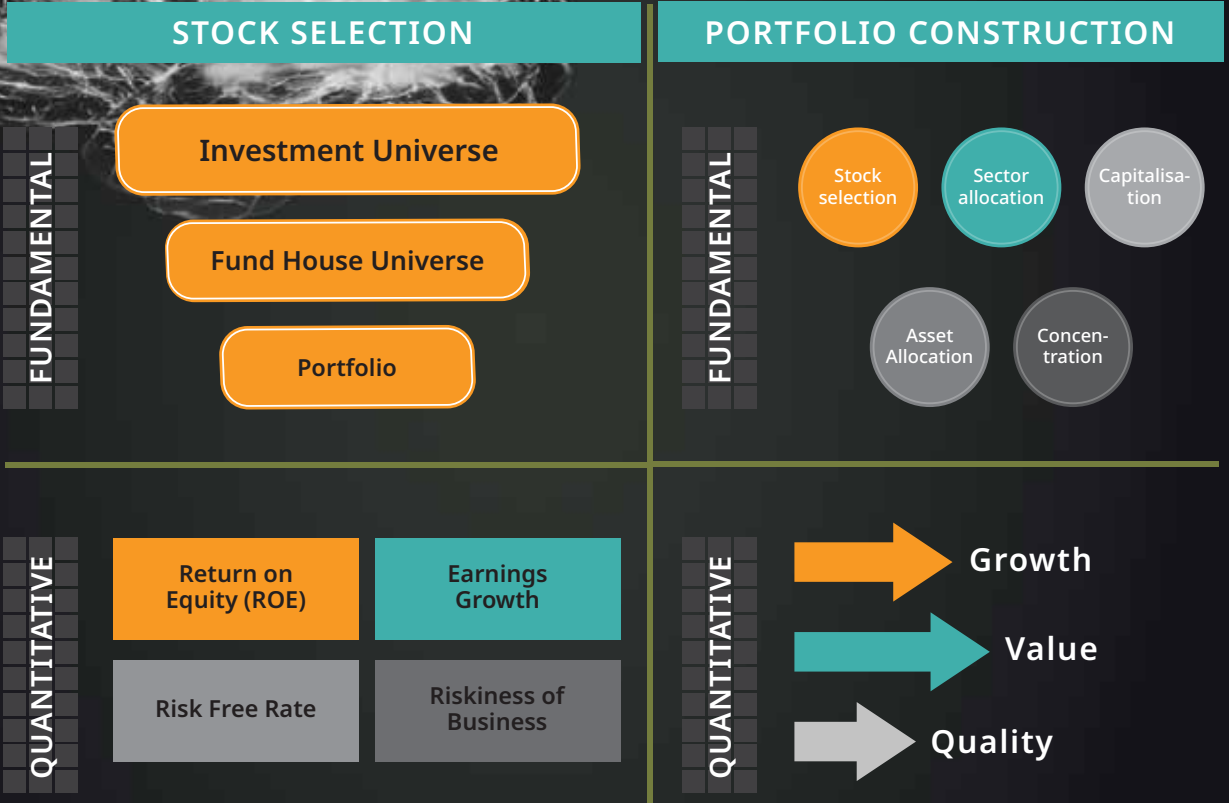 STOCK SELECTION
PORTFOLIO CONSTRUCTION
FUNDAMENTAL
Investment Universe
Fund House Universe
Portfolio
FUNDAMENTAL
Stock
selection
Sector
allocation
Capitalisa-
tion
Asset
Allocation
Concen-
tration
QUANTITATIVE
Return on
Equity (ROE)
Earnings
Growth
Risk Free Rate
Riskiness of
Business
QUANTITATIVE
Growth
Value
Quality